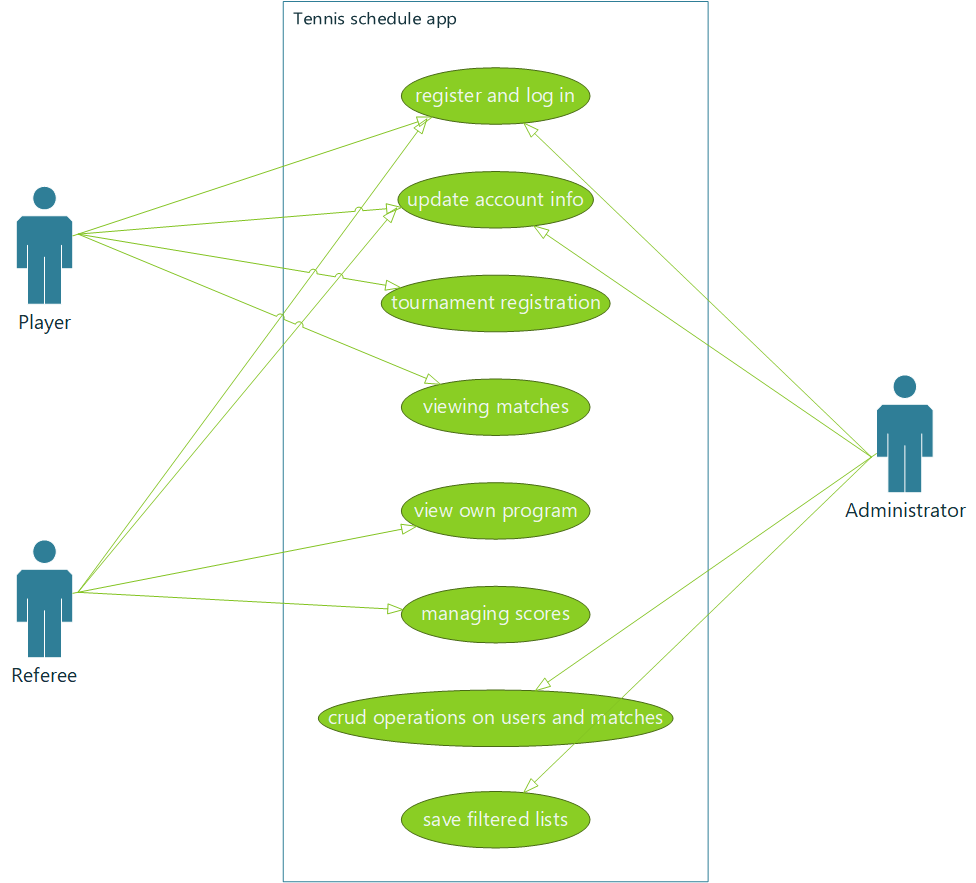 Tennis schedule app
register and log in
update account info
tournament registration
Player
viewing matches
view own program
Administrator
managing scores
Referee
crud operations on users and matches
save filtered lists